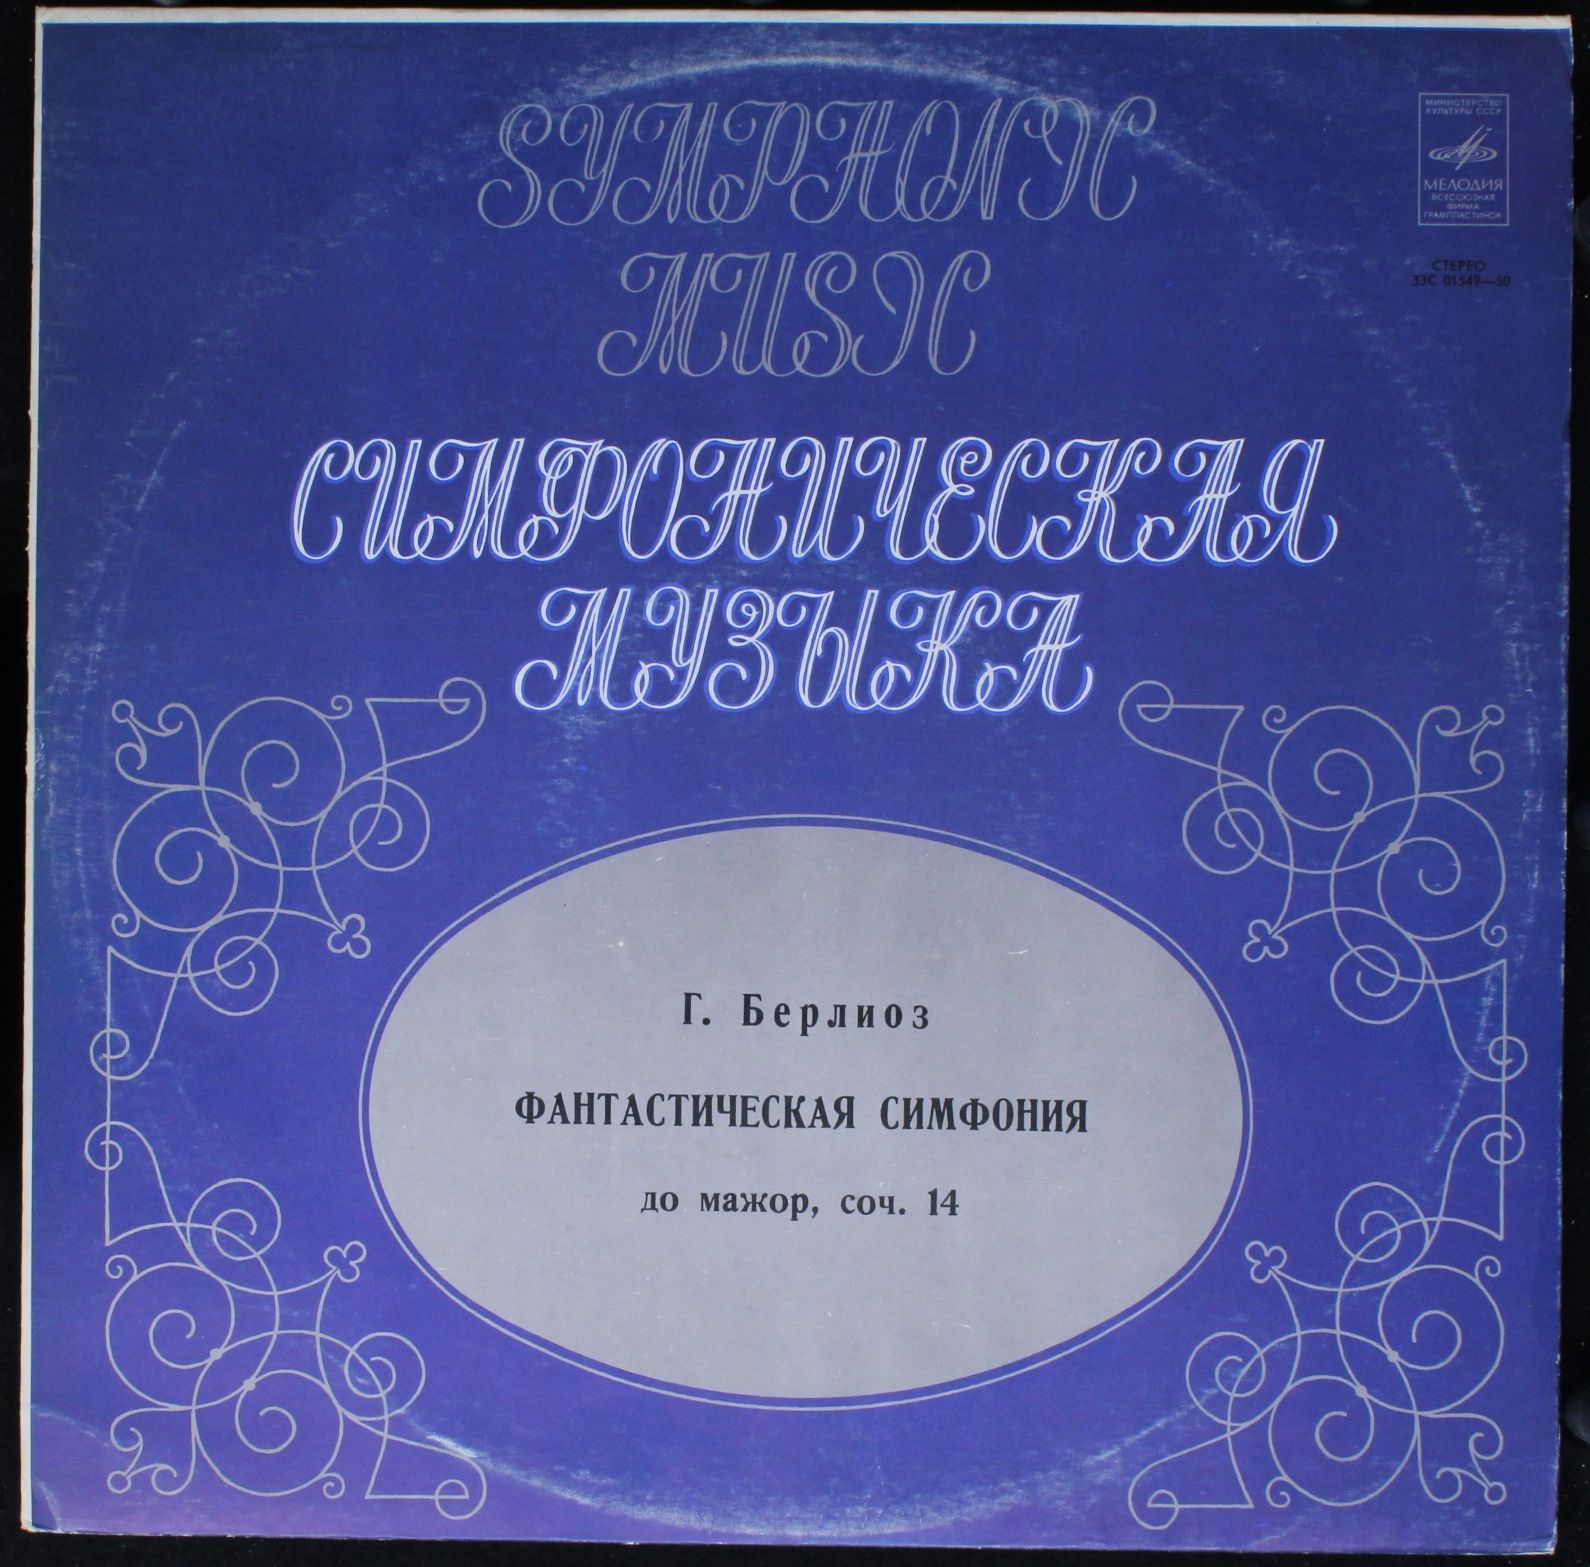 SYMPHONIC
MUSIC
МИНИСТЕРСТВО
КУЛЬТУРЫ СССР
МЕЛОДИЯ
ВСЕСОЮЗНАЯ
ФИРМА
ГРАМПЛАСТИНОК
СТЕРЕО
33С 01549—50
СИМФОНИЧЕСКАЯ
МУЗЫКА
Г. Берлиоз
ФАНТАСТИЧЕСКАЯ СИМФОНИЯ
до мажор, соч. 14